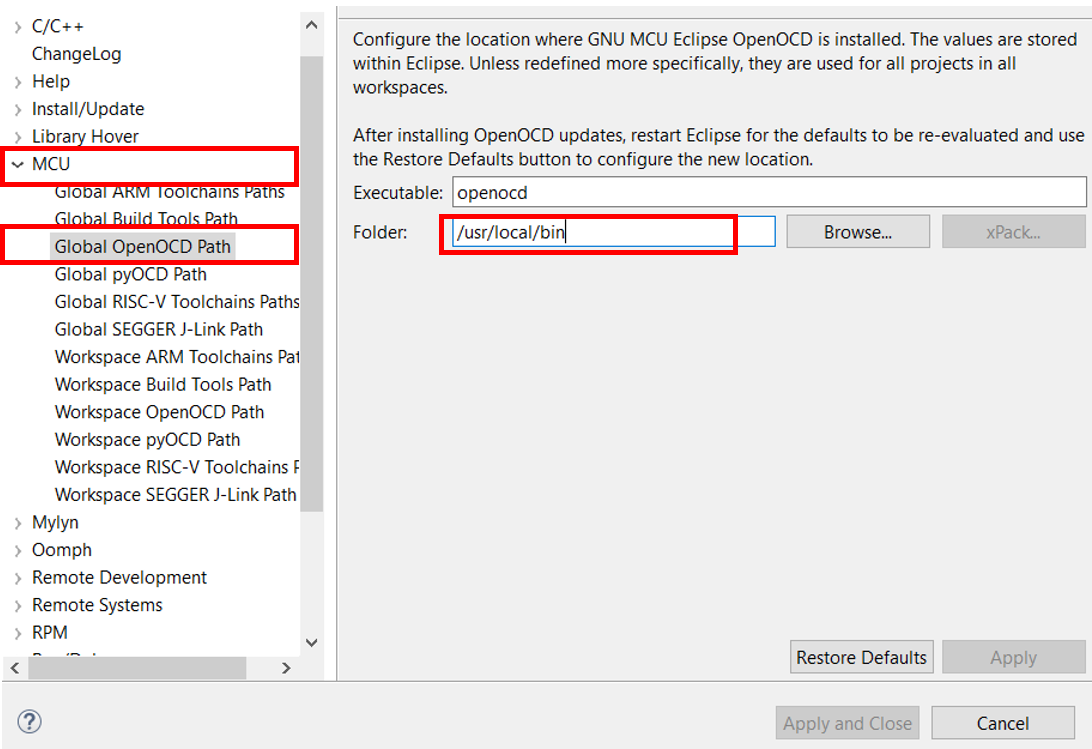 C/C++
ChangeLog
Help
Install/Update
Library Hover
MCU
Global ARM Toolchains Paths
Global Build Tools Path
Global OpenOCD Path
Global pyOCD Path
Global RISC-V Toolchains Paths
Global SEGGER J-Link Path
Workspace ARM Toolchains Pat
Workspace Build Tools Path
Workspace OpenOCD Path
Workspace pyOCD Path
Workspace RISC-V Toolchains P
Workspace SEGGER J-Link Path
Mylyn
Oomph
Remote Development
Remote Systems
RPM
Configure the location where GNU MCU Eclipse OpenOCD is installed. The values are stored
within Eclipse. Unless redefined more specifically, they are used for all projects in all
workspaces.
After installing OpenOCD updates, restart Eclipse for the defaults to be re-evaluated and use
the Restore Defaults button to configure the new location.
Executable: openocd
Folder: /usr/local/bin Browse... xPack...
Restore Defaults Apply
? Apply and Close Cancel